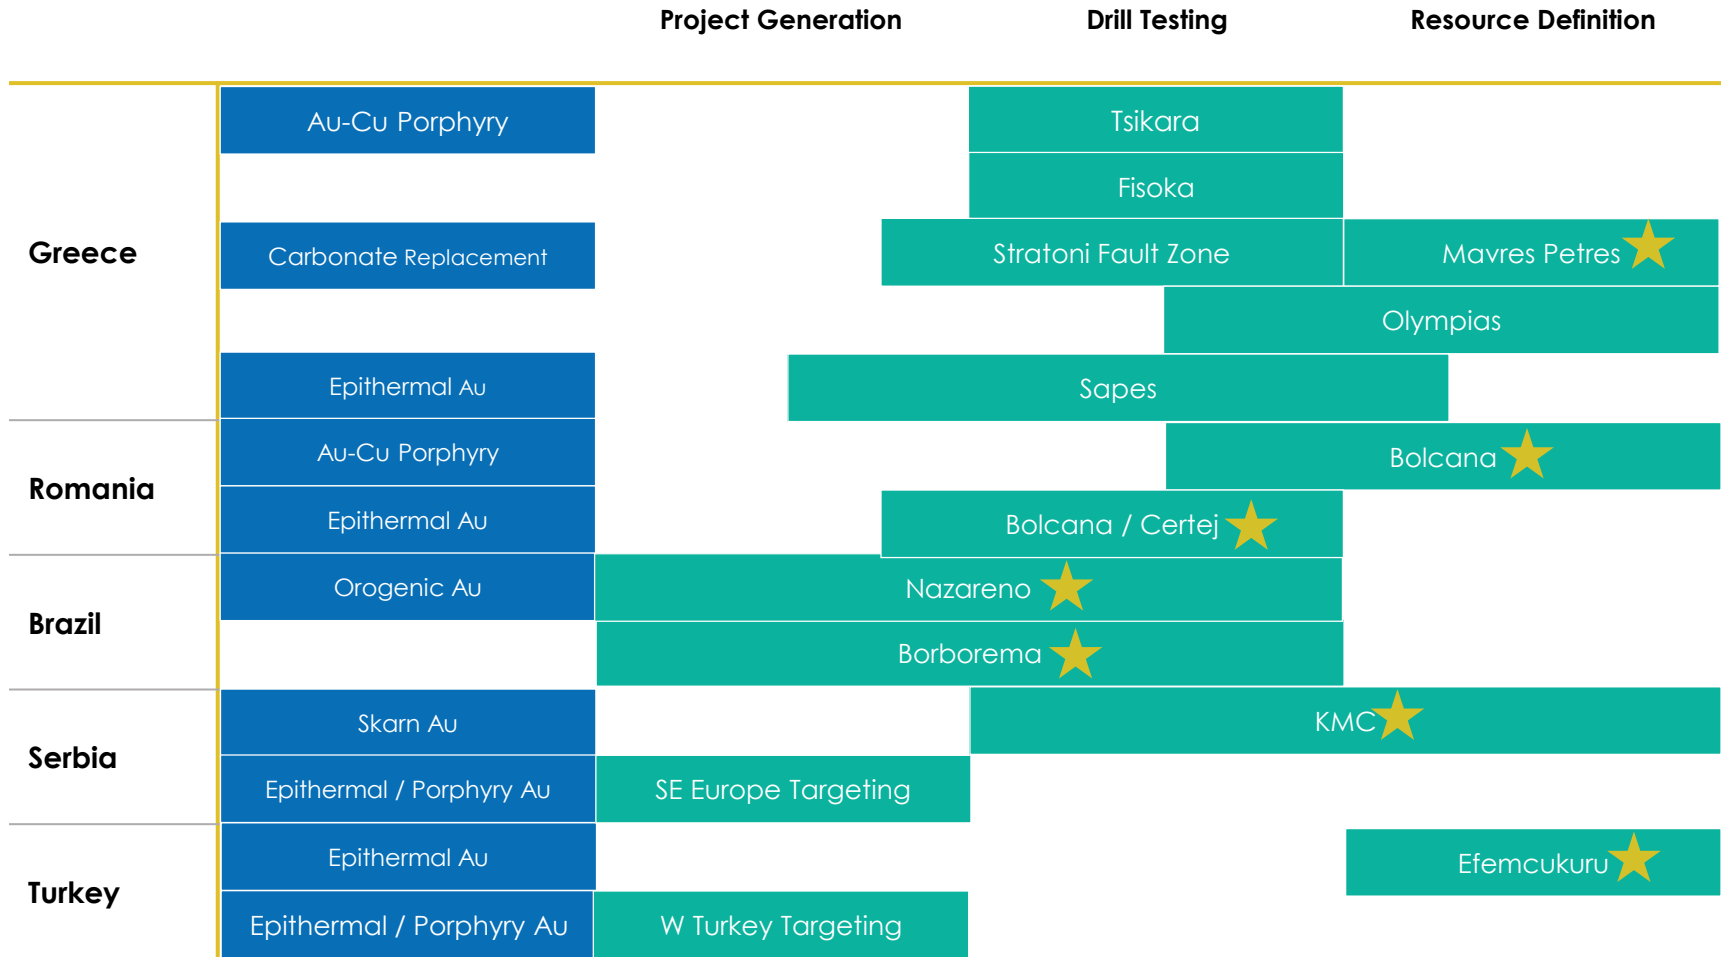 Project Generation
Drill Testing
Resource Definition
Au-Cu Porphyry
Tsikara
Fisoka
Greece
Carbonate Replacement
Stratoni Fault Zone
Mavres Petres
Olympias
Epithermal Au
Sapes
Romania
Au-Cu Porphyry
Bolcana
Epithermal Au
Bolcana / Certej
Brazil
Orogenic Au
Nazareno
Borborema
Serbia
Skarn Au
KMC
Epithermal / Porphyry Au
SE Europe Targeting
Turkey
Epithermal Au
Efemcukuru
Epithermal / Porphyry Au
W Turkey Targeting